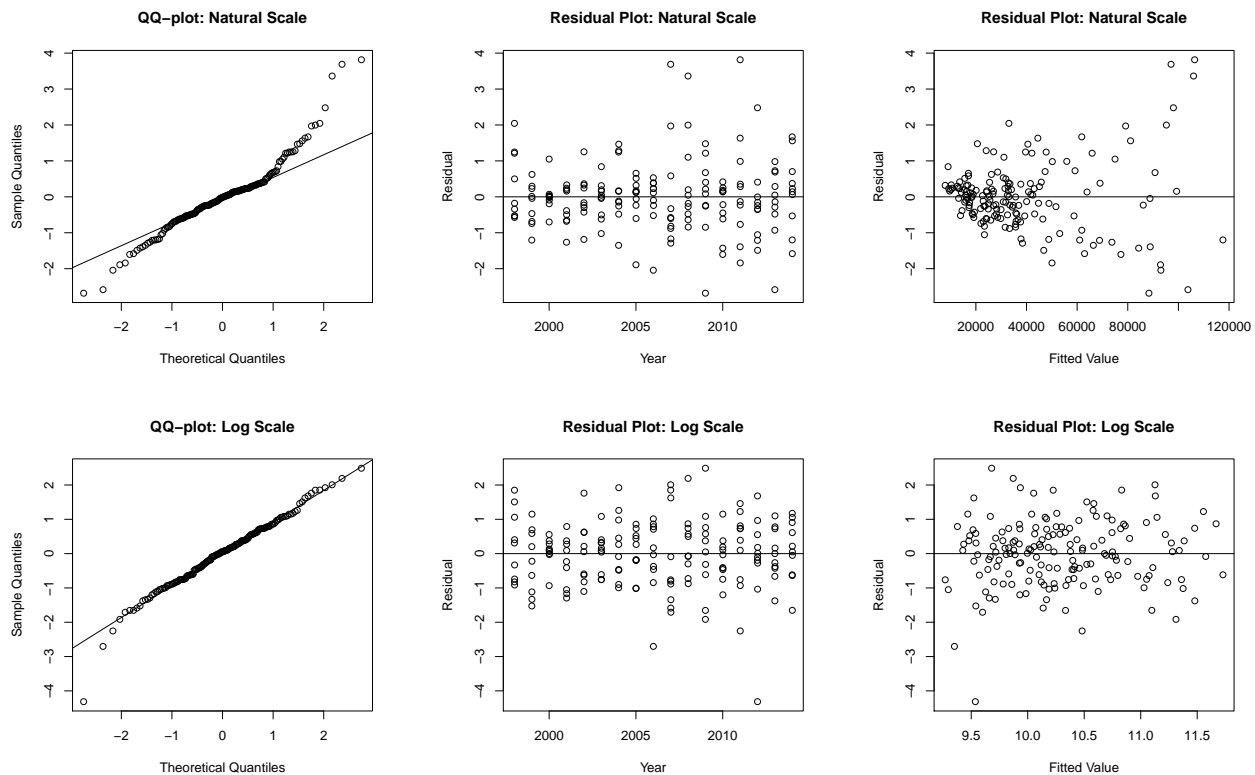 QQ−plot: Natural Scale
Sample Quantiles
4
3
2
1
0
−1
−2
−2 −1 0 1 2
Theoretical Quantiles
Residual Plot: Natural Scale
Residual
4
3
2
1
0
−1
−2
2000 2005 2010
Year
Residual Plot: Natural Scale
Residual
4
3
2
1
0
−1
−2
20000 40000 60000 80000 120000
Fitted Value
QQ−plot: Log Scale
Sample Quantiles
2
1
0
−1
−2
−3
−4
−2 −1 0 1 2
Theoretical Quantiles
Residual Plot: Log Scale
Residual
2
1
0
−1
−2
−3
−4
2000 2005 2010
Year
Residual Plot: Log Scale
Residual
2
1
0
−1
−2
−3
−4
9.5 10.0 10.5 11.0 11.5
Fitted Value